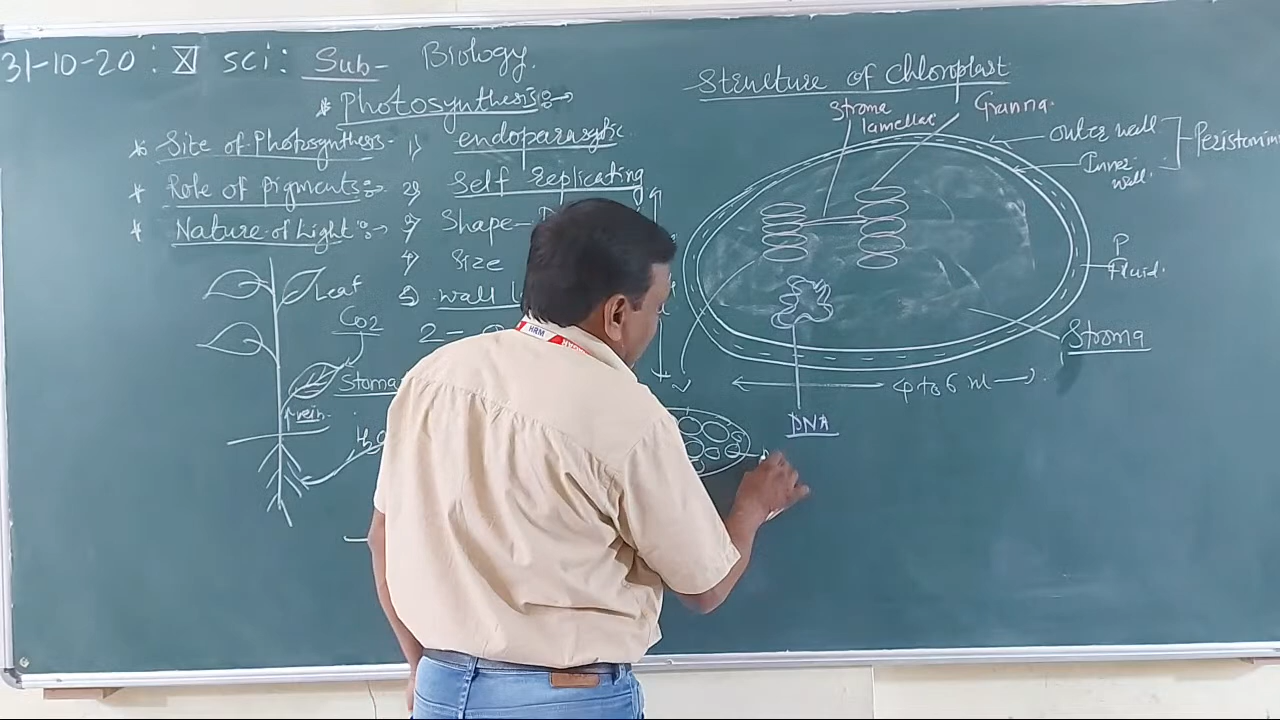 31-10-20 : XI SCI : Sub- Biology.
* Photosynthesis :→
* Site of Photosynthesis -
* Role of Pigments :-
* Nature of Light :-
1) endoparasytic
2) Self Replicating
3) Shape-
4) Size
5) wall
2 =
Leaf
CO2
Stoma
vein
HRM
Structure of Chloroplast
Stroma lamellae
Granna
Outer wall
Inner wall.
P Fluid.
Stroma
4 to 6 м →
DNA